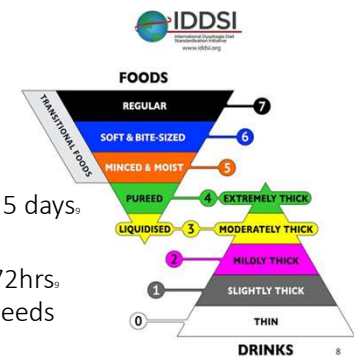 IDDSI
International Dysphagia Diet
Standardisation Initiative
www.iddsi.org
FOODS
TRANSITIONAL FOODS
REGULAR 7
SOFT & BITE-SIZED 6
MINCED & MOIST 5
PUREED 4 EXTREMELY THICK
LIQUIDISED 3 MODERATELY THICK
2 MILDLY THICK
1 SLIGHTLY THICK
0 THIN
DRINKS
5 days9
72hrs9
eeds
8